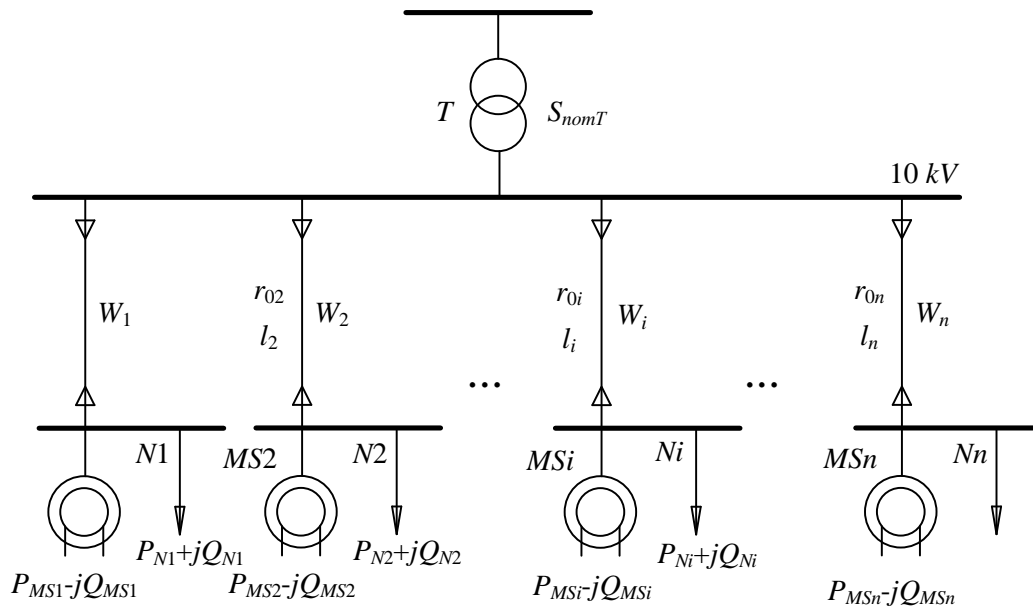 T
S_nomT
10 kV
W_1
r_02
l_2
W_2
r_0i
l_i
W_i
r_0n
l_n
W_n
...
...
N1
MS2
N2
MSi
Ni
MSn
Nn
P_N1+jQ_N1
P_N2+jQ_N2
P_Ni+jQ_Ni
P_MS1-jQ_MS1
P_MS2-jQ_MS2
P_MSi-jQ_MSi
P_MSn-jQ_MSn